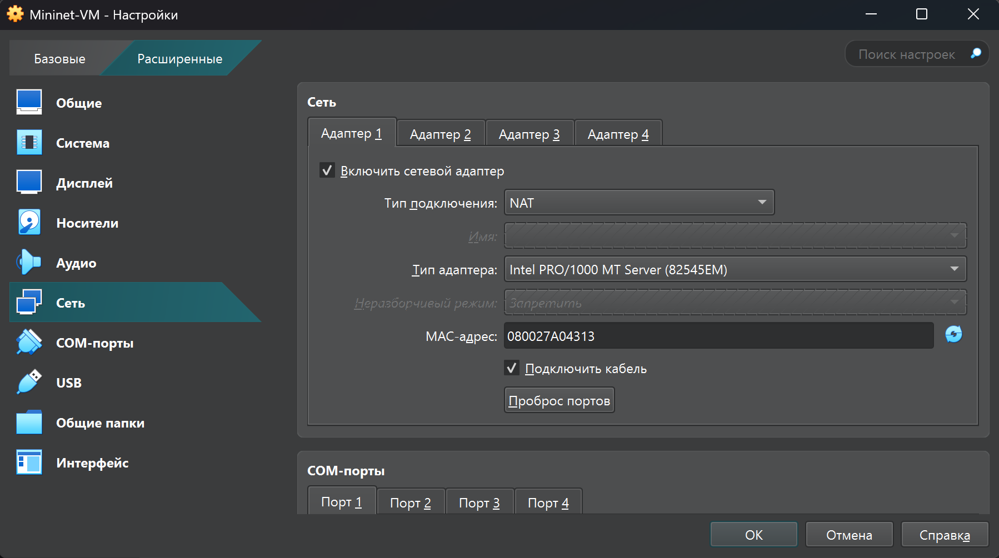 Mininet-VM - Настройки
Базовые
Расширенные
Поиск настроек
Общие
Система
Дисплей
Носители
Аудио
Сеть
COM-порты
USB
Общие папки
Интерфейс
Сеть
Адаптер 1
Адаптер 2
Адаптер 3
Адаптер 4
Включить сетевой адаптер
Тип подключения:
NAT
Имя:
Тип адаптера:
Intel PRO/1000 MT Server (82545EM)
Неразборчивый режим:
Запретить
MAC-адрес:
080027A04313
Подключить кабель
Проброс портов
COM-порты
Порт 1
Порт 2
Порт 3
Порт 4
OK
Отмена
Справка